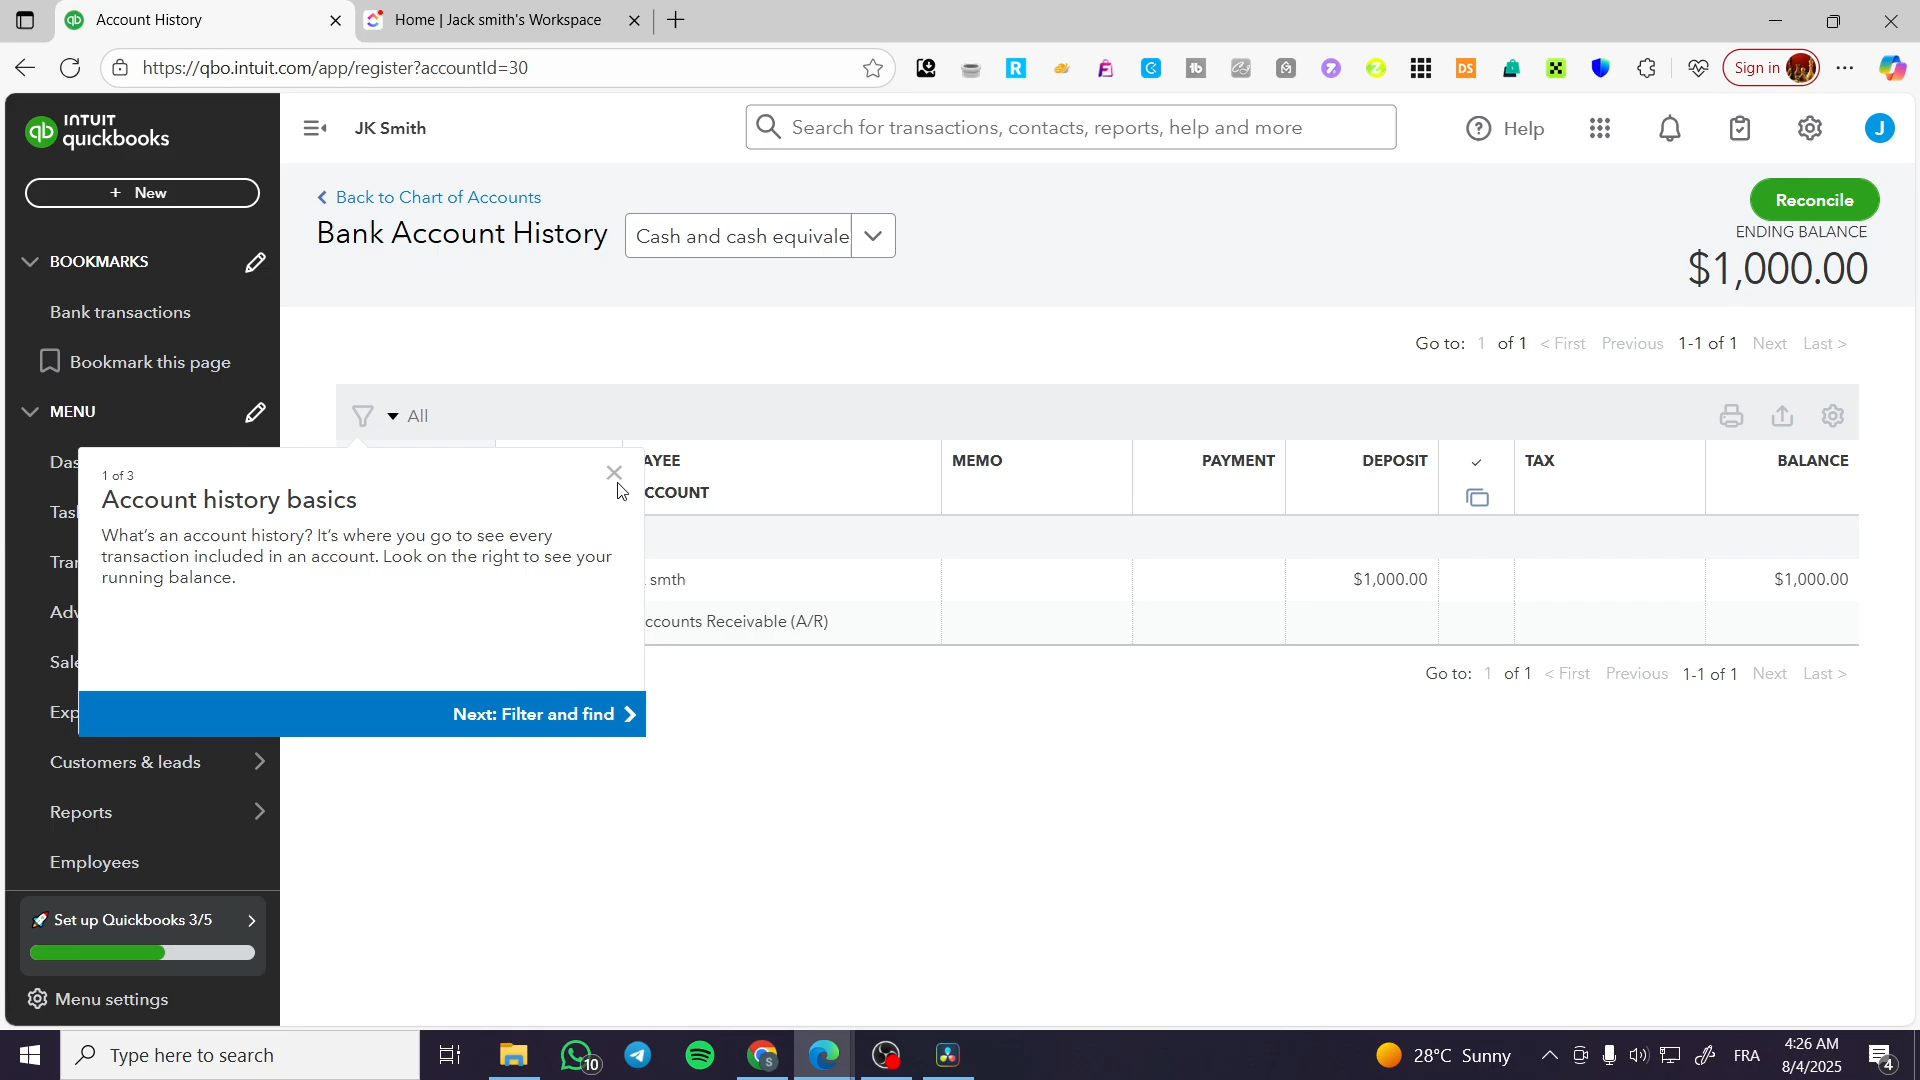 Account History
Home | Jack smith's Workspace
https://qbo.intuit.com/app/register?accountId=30
Sign in
INTUIT
quickbooks
JK Smith
Search for transactions, contacts, reports, help and more
Help
J
+ New
BOOKMARKS
Bank transactions
Bookmark this page
MENU
Das
Tas
Tra
Adv
Sale
Exp
Customers & leads
Reports
Employees
Set up Quickbooks 3/5
Menu settings
Back to Chart of Accounts
Bank Account History
Cash and cash equivale
Reconcile
ENDING BALANCE
$1,000.00
Go to: 1 of 1 < First Previous 1-1 of 1 Next Last >
All
AYEE MEMO PAYMENT DEPOSIT ✓ TAX BALANCE
CCOUNT
smth $1,000.00 $1,000.00
ccounts Receivable (A/R)
Go to: 1 of 1 < First Previous 1-1 of 1 Next Last >
1 of 3
Account history basics
What's an account history? It's where you go to see every
transaction included in an account. Look on the right to see your
running balance.
Next: Filter and find
Type here to search
10
28°C Sunny
FRA
4:26 AM
8/4/2025
4